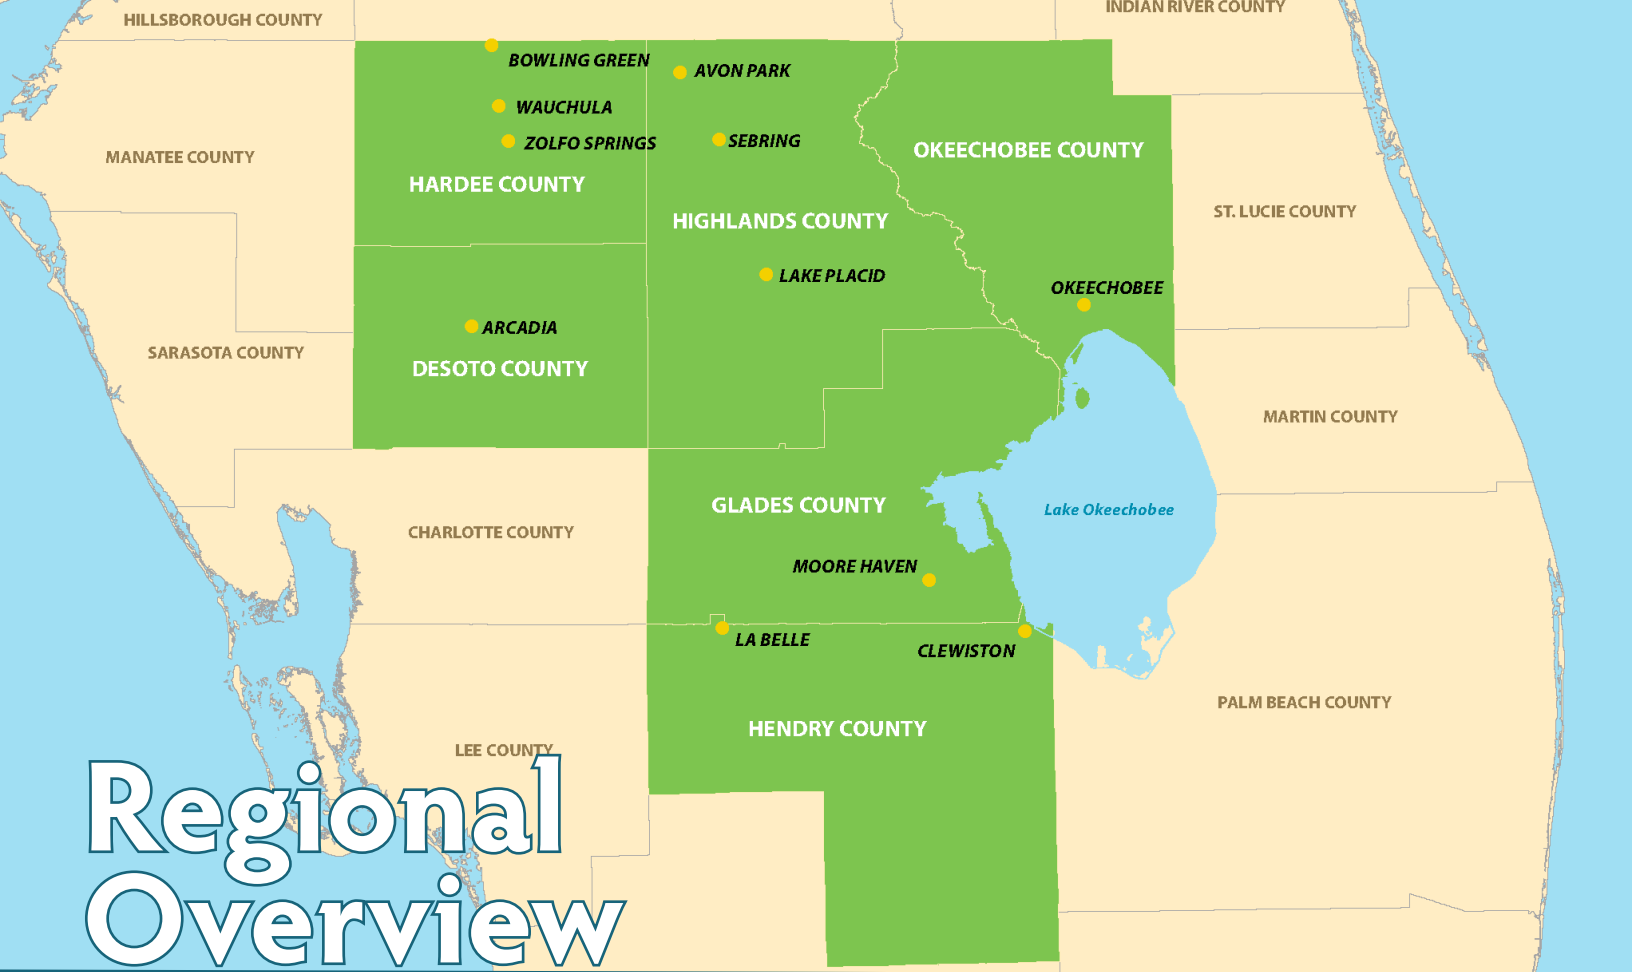 HILLSBOROUGH COUNTY
INDIAN RIVER COUNTY
BOWLING GREEN
AVON PARK
WAUCHULA
ZOLFO SPRINGS
SEBRING
OKEECHOBEE COUNTY
MANATEE COUNTY
HARDEE COUNTY
ST. LUCIE COUNTY
HIGHLANDS COUNTY
LAKE PLACID
OKEECHOBEE
ARCADIA
SARASOTA COUNTY
DESOTO COUNTY
MARTIN COUNTY
GLADES COUNTY
Lake Okeechobee
CHARLOTTE COUNTY
MOORE HAVEN
LA BELLE
CLEWISTON
PALM BEACH COUNTY
HENDRY COUNTY
LEE COUNTY
Regional
Overview